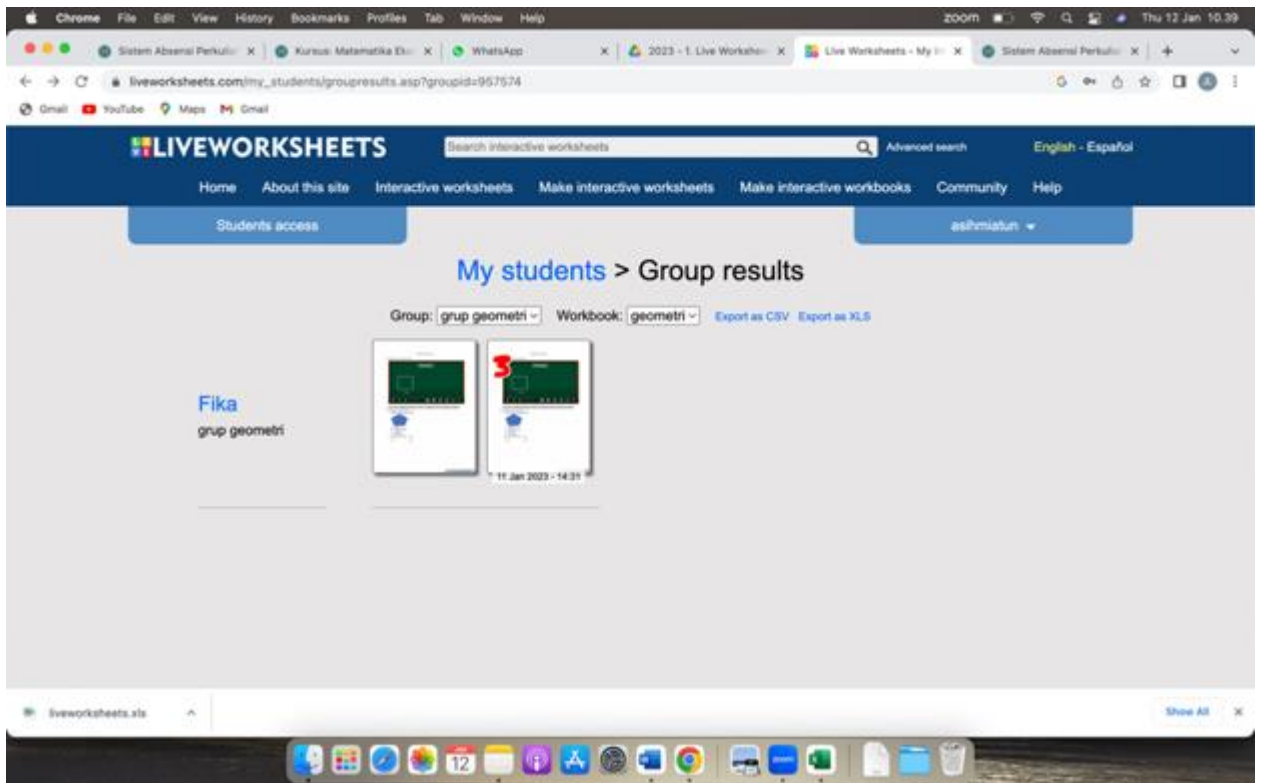 Chrome File Edit View History Bookmarks Profiles Tab Window Help zoom Thu 12 Jan 10.39
Sistem Absensi Perkulia Kursus: Matematika WhatsApp 2023 - 1. Live Workshee Live Worksheets - My Sistem Absensi Perkulia
liveworksheets.com/my_students/groupresults.asp?groupid=957574
Gmail YouTube Maps Gmail
LIVEWORKSHEETS Search interactive worksheets Advanced search English - Español
Home About this site Interactive worksheets Make interactive worksheets Make interactive workbooks Community Help
Students access asihmiatun
My students > Group results
Group: grup geometri Workbook: geometri Export as CSV Export as XLS
3
Fika
grup geometri
11 Jan 2023 - 14:31
liveworksheets.xls Show All
12